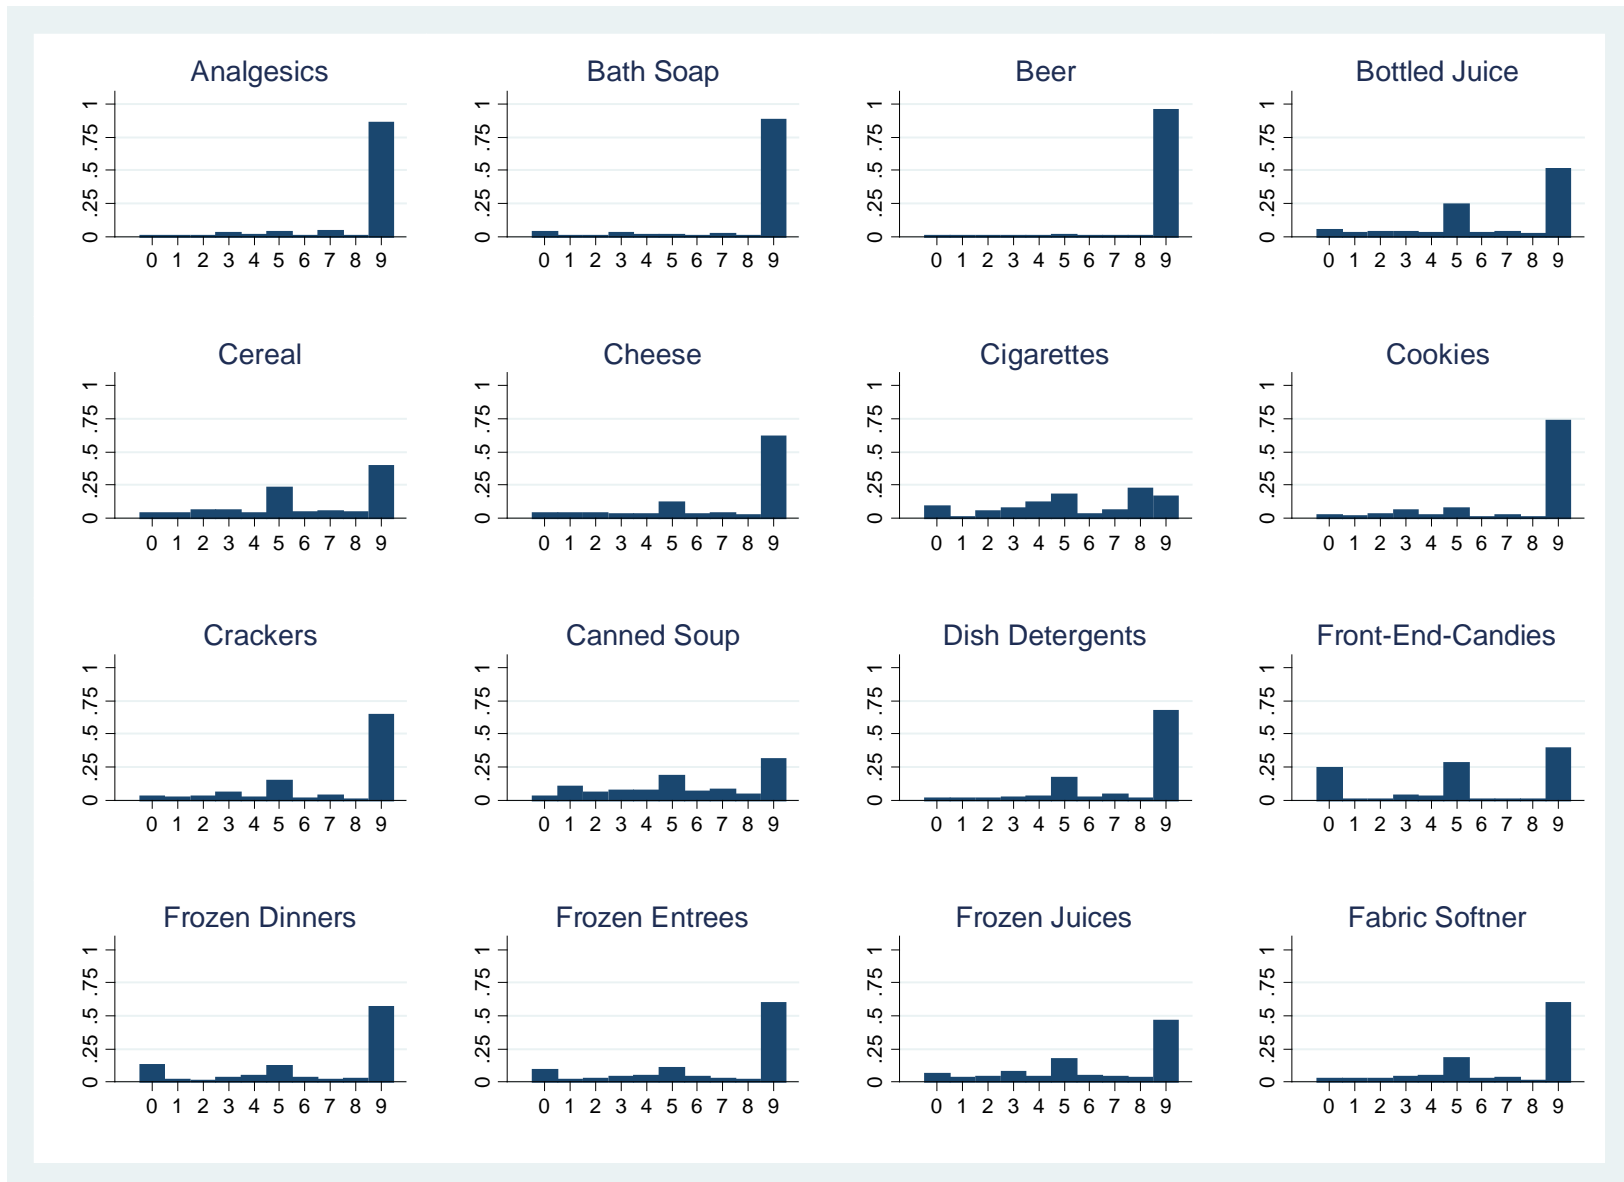 Analgesics Bath Soap Beer Bottled Juice
1 1 1 1
.75 .75 .75 .75
.5 .5 .5 .5
.25 .25 .25 .25
0 0 0 0
0 1 2 3 4 5 6 7 8 9 0 1 2 3 4 5 6 7 8 9 0 1 2 3 4 5 6 7 8 9 0 1 2 3 4 5 6 7 8 9
Cereal Cheese Cigarettes Cookies
1 1 1 1
.75 .75 .75 .75
.5 .5 .5 .5
.25 .25 .25 .25
0 0 0 0
0 1 2 3 4 5 6 7 8 9 0 1 2 3 4 5 6 7 8 9 0 1 2 3 4 5 6 7 8 9 0 1 2 3 4 5 6 7 8 9
Crackers Canned Soup Dish Detergents Front-End-Candies
1 1 1 1
.75 .75 .75 .75
.5 .5 .5 .5
.25 .25 .25 .25
0 0 0 0
0 1 2 3 4 5 6 7 8 9 0 1 2 3 4 5 6 7 8 9 0 1 2 3 4 5 6 7 8 9 0 1 2 3 4 5 6 7 8 9
Frozen Dinners Frozen Entrees Frozen Juices Fabric Softner
1 1 1 1
.75 .75 .75 .75
.5 .5 .5 .5
.25 .25 .25 .25
0 0 0 0
0 1 2 3 4 5 6 7 8 9 0 1 2 3 4 5 6 7 8 9 0 1 2 3 4 5 6 7 8 9 0 1 2 3 4 5 6 7 8 9